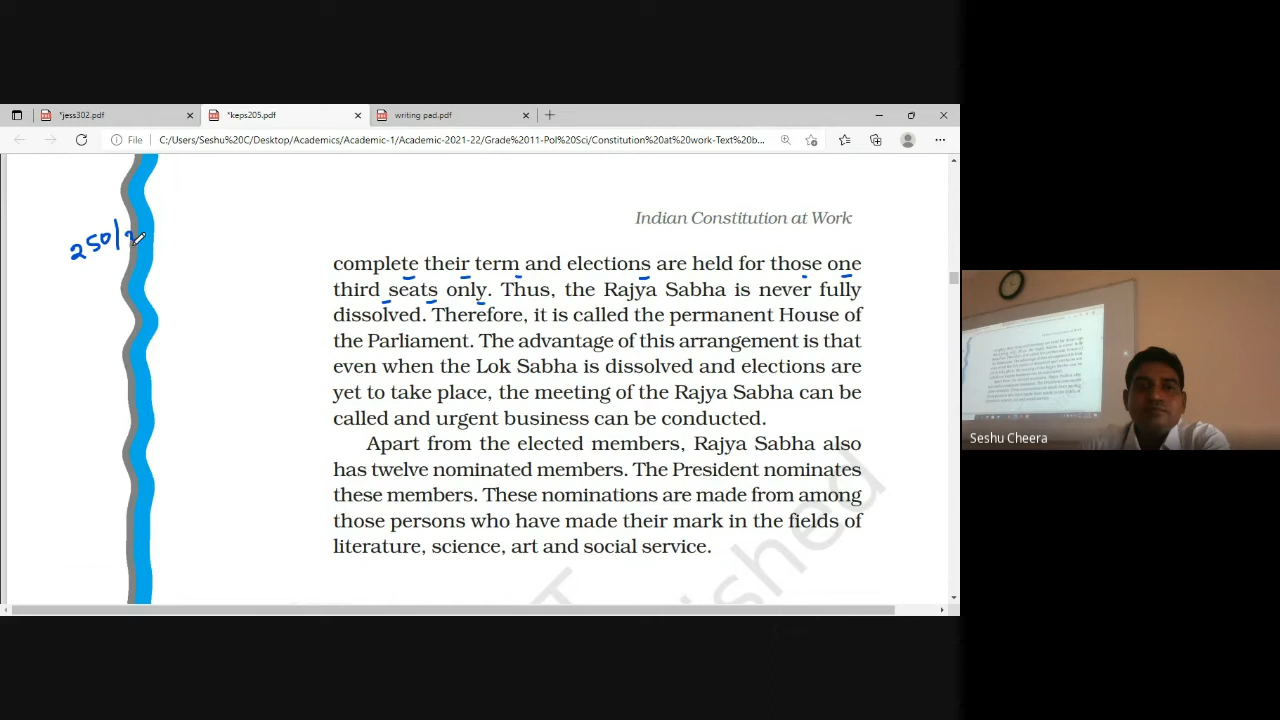 *jess302.pdf
*keps205.pdf
writing pad.pdf
File
C:/Users/Seshu%20C/Desktop/Academics/Academic-1/Academic-2021-22/Grade%2011-Pol%20Sci/Constitution%20at%20work-Text%20b...
Indian Constitution at Work
250/
complete their term and elections are held for those one
third seats only. Thus, the Rajya Sabha is never fully
dissolved. Therefore, it is called the permanent House of
the Parliament. The advantage of this arrangement is that
even when the Lok Sabha is dissolved and elections are
yet to take place, the meeting of the Rajya Sabha can be
called and urgent business can be conducted.
Apart from the elected members, Rajya Sabha also
has twelve nominated members. The President nominates
these members. These nominations are made from among
those persons who have made their mark in the fields of
literature, science, art and social service.
Seshu Cheera